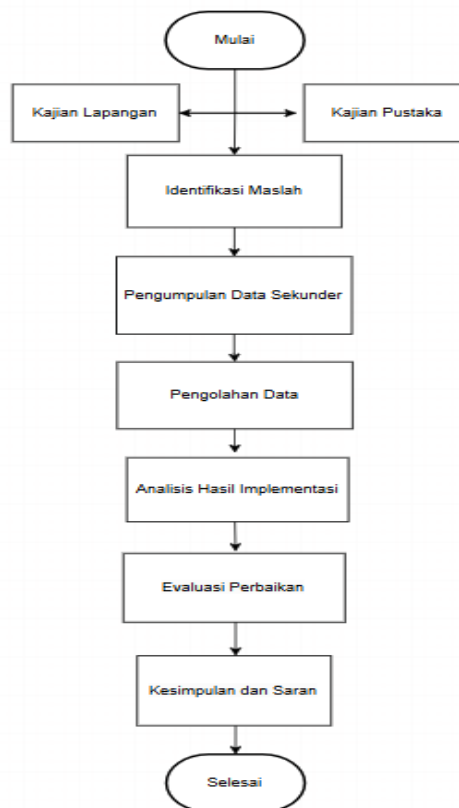 Mulai
Kajian Lapangan
Kajian Pustaka
Identifikasi Maslah
Pengumpulan Data Sekunder
Pengolahan Data
Analisis Hasil Implementasi
Evaluasi Perbaikan
Kesimpulan dan Saran
Selesai